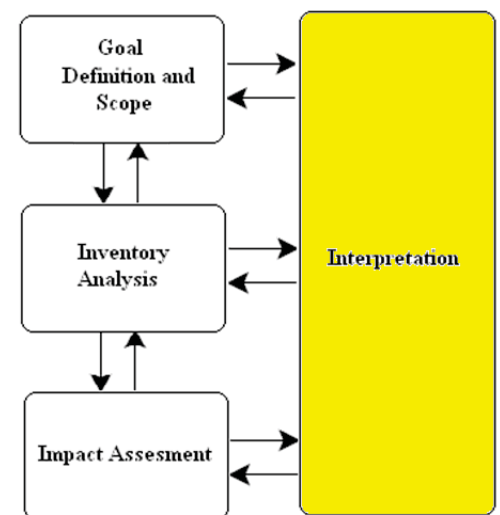 Goal
Definition and
Scope
Inventory
Analysis
Interpretation
Impact Assesment